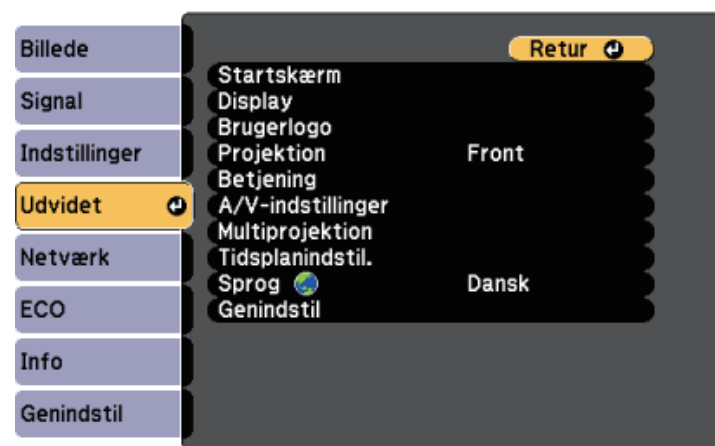 Billede
Signal
Indstillinger
Udvidet
Netværk
ECO
Info
Genindstil
Retur
Startskærm
Display
Brugerlogo
Projektion Front
Betjening
A/V-indstillinger
Multiprojektion
Tidsplanindstil.
Sprog Dansk
Genindstil